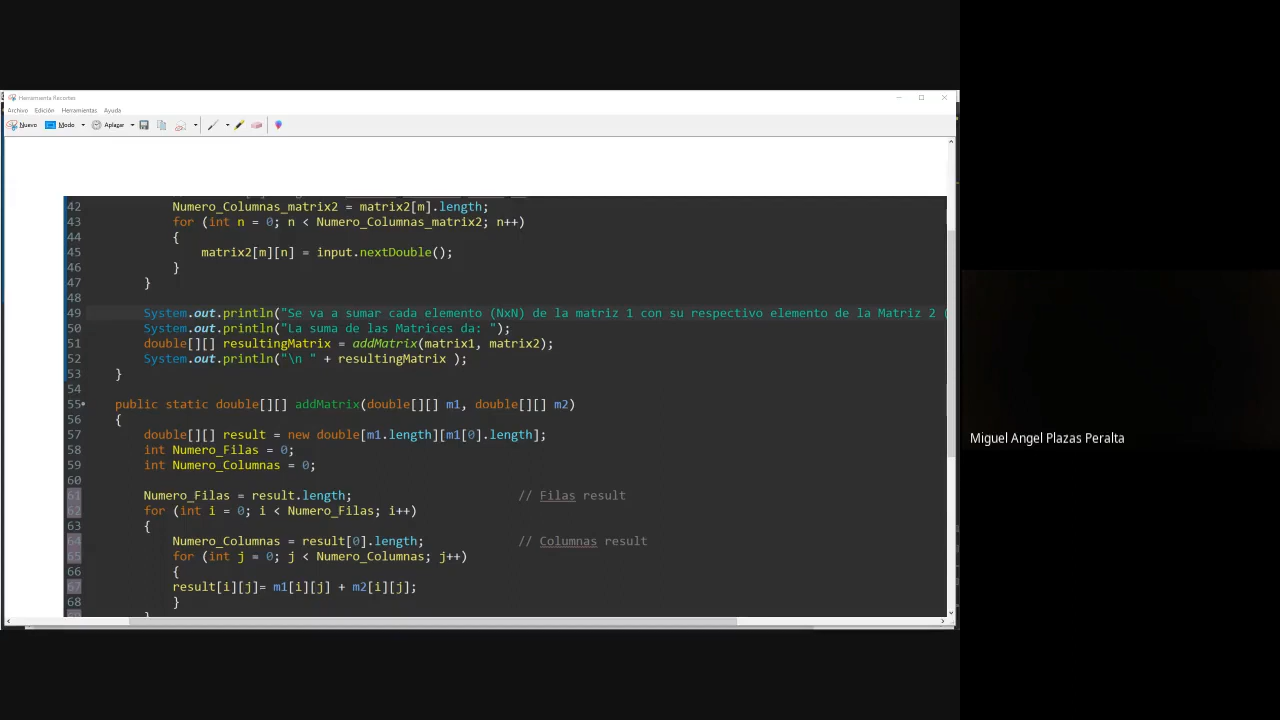 Herramienta Recortes
Archivo Edición Herramientas Ayuda
Nuevo Modo Aplazar
42 Numero_Columnas_matrix2 = matrix2[m].length;
43 for (int n = 0; n < Numero_Columnas_matrix2; n++)
44 {
45 matrix2[m][n] = input.nextDouble();
46 }
47 }
48
49 System.out.println("Se va a sumar cada elemento (NxN) de la matriz 1 con su respectivo elemento de la Matriz 2 (
50 System.out.println("La suma de las Matrices da: ");
51 double[][] resultingMatrix = addMatrix(matrix1, matrix2);
52 System.out.println("\n " + resultingMatrix );
53 }
54
55 public static double[][] addMatrix(double[][] m1, double[][] m2)
56 {
57 double[][] result = new double[m1.length][m1[0].length];
58 int Numero_Filas = 0;
59 int Numero_Columnas = 0;
60
61 Numero_Filas = result.length; // Filas result
62 for (int i = 0; i < Numero_Filas; i++)
63 {
64 Numero_Columnas = result[0].length; // Columnas result
65 for (int j = 0; j < Numero_Columnas; j++)
66 {
67 result[i][j]= m1[i][j] + m2[i][j];
68 }
Miguel Angel Plazas Peralta